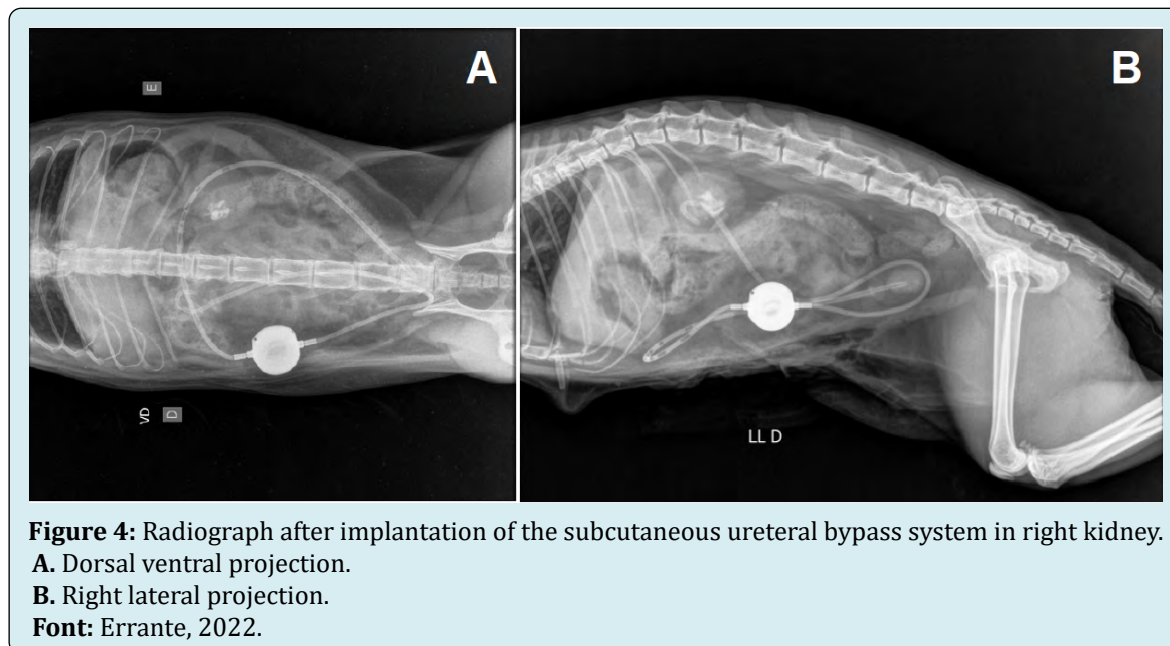 A
B
E
VD D
LL D
Figure 4: Radiograph after implantation of the subcutaneous ureteral bypass system in right kidney.
A. Dorsal ventral projection.
B. Right lateral projection.
Font: Errante, 2022.